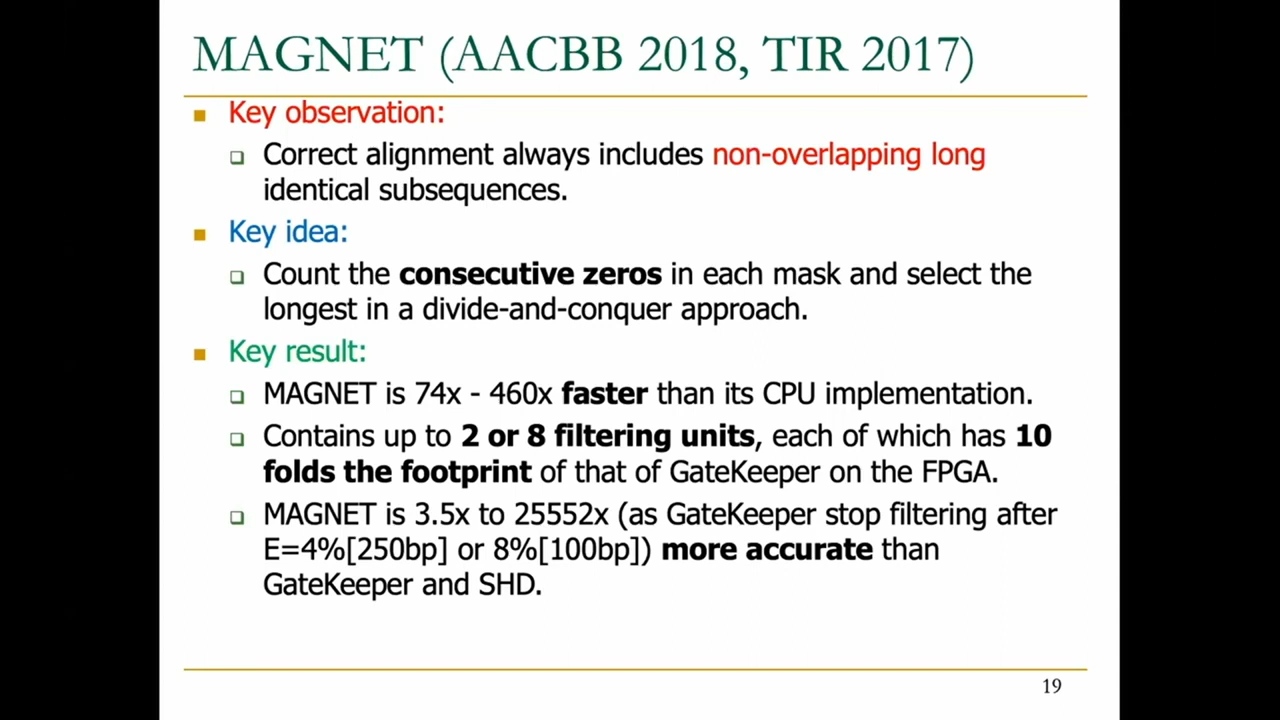 MAGNET (AACBB 2018, TIR 2017)
Key observation:
Correct alignment always includes non-overlapping long
identical subsequences.
Key idea:
Count the consecutive zeros in each mask and select the
longest in a divide-and-conquer approach.
Key result:
MAGNET is 74x - 460x faster than its CPU implementation.
Contains up to 2 or 8 filtering units, each of which has 10
folds the footprint of that of GateKeeper on the FPGA.
MAGNET is 3.5x to 25552x (as GateKeeper stop filtering after
E=4%[250bp] or 8%[100bp]) more accurate than
GateKeeper and SHD.
19